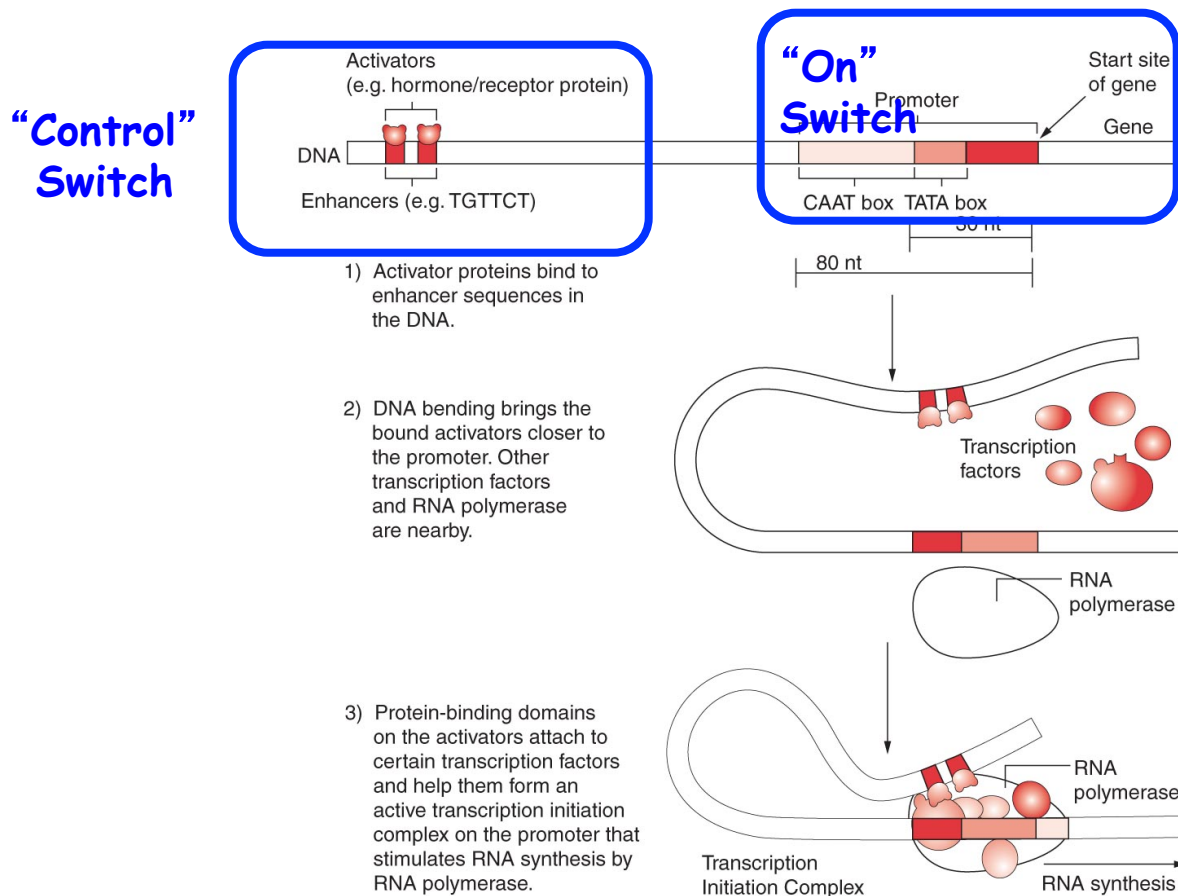 “Control”
Switch
Activators
(e.g. hormone/receptor protein)
DNA
Enhancers (e.g. TGTTCT)
“On”
Switch
Promoter
Start site
of gene
Gene
CAAT box
TATA box
30 nt
80 nt
1) Activator proteins bind to
enhancer sequences in
the DNA.
2) DNA bending brings the
bound activators closer to
the promoter. Other
transcription factors
and RNA polymerase
are nearby.
Transcription
factors
RNA
polymerase
3) Protein-binding domains
on the activators attach to
certain transcription factors
and help them form an
active transcription initiation
complex on the promoter that
stimulates RNA synthesis by
RNA polymerase.
RNA
polymerase
Transcription
Initiation Complex
RNA synthesis